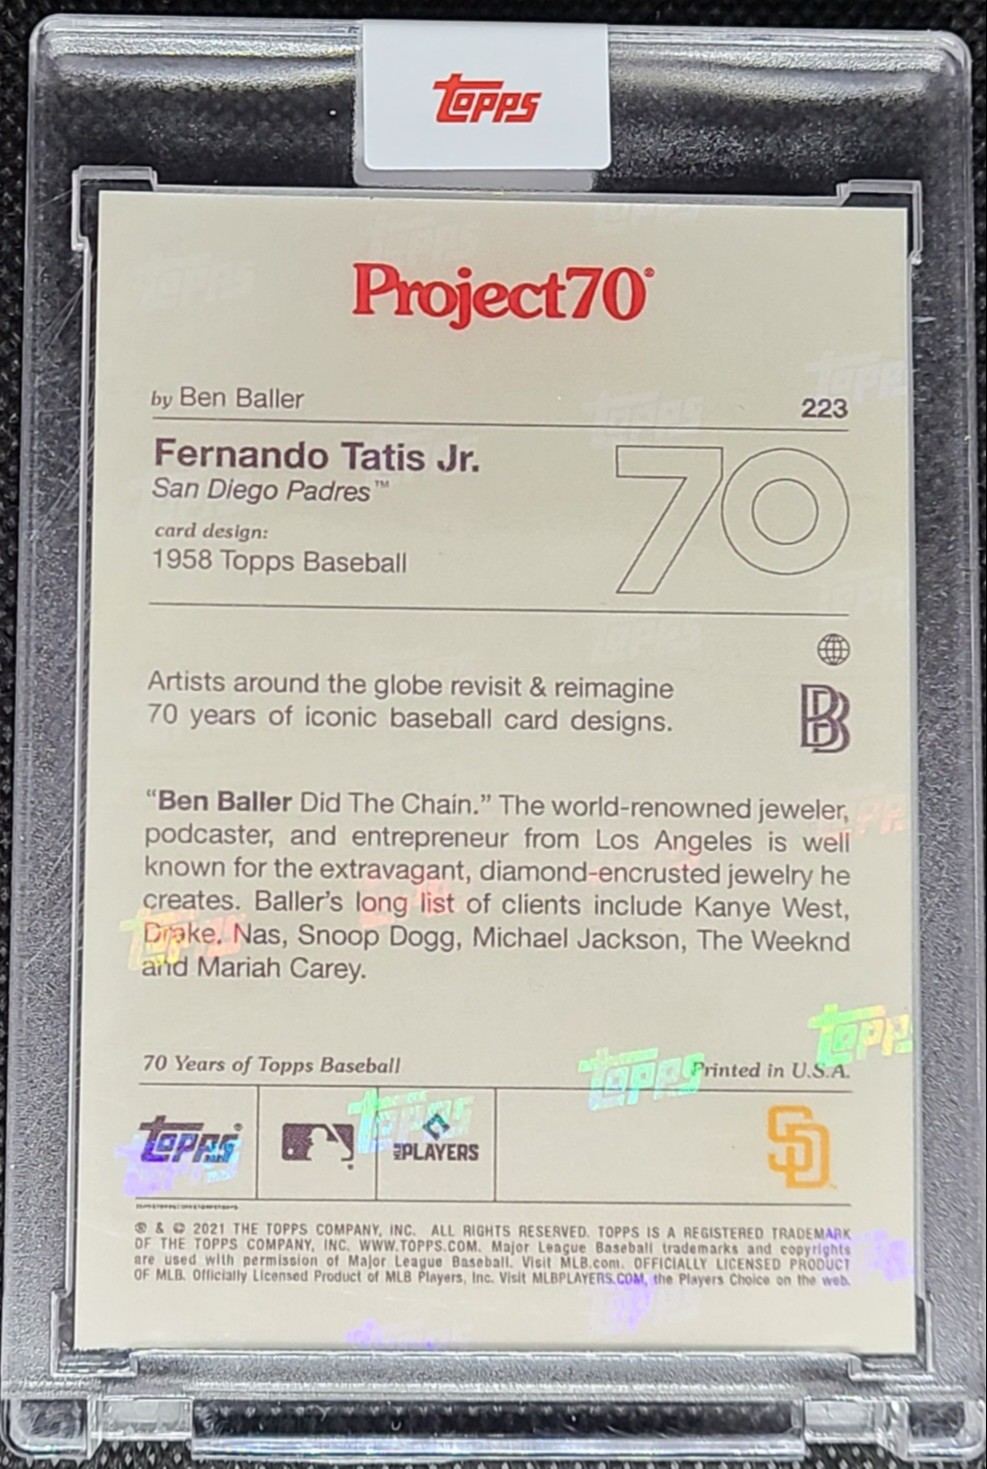 TOPPS
Project70®
by Ben Baller
223
Fernando Tatis Jr.
San Diego Padres™
card design:
1958 Topps Baseball
70
Artists around the globe revisit & reimagine
70 years of iconic baseball card designs.
BB
“Ben Baller Did The Chain.” The world-renowned jeweler,
podcaster, and entrepreneur from Los Angeles is well
known for the extravagant, diamond-encrusted jewelry he
creates. Baller’s long list of clients include Kanye West,
Drake, Nas, Snoop Dogg, Michael Jackson, The Weeknd
and Mariah Carey.
70 Years of Topps Baseball
Printed in U.S.A.
TOPPS®
MLB PLAYERS
SD
® & © 2021 THE TOPPS COMPANY, INC. ALL RIGHTS RESERVED. TOPPS IS A REGISTERED TRADEMARK
OF THE TOPPS COMPANY, INC. WWW.TOPPS.COM. Major League Baseball trademarks and copyrights
are used with permission of Major League Baseball. Visit MLB.com. OFFICIALLY LICENSED PRODUCT
OF MLB. Officially Licensed Product of MLB Players, Inc. Visit MLBPLAYERS.COM, the Players Choice on the web.